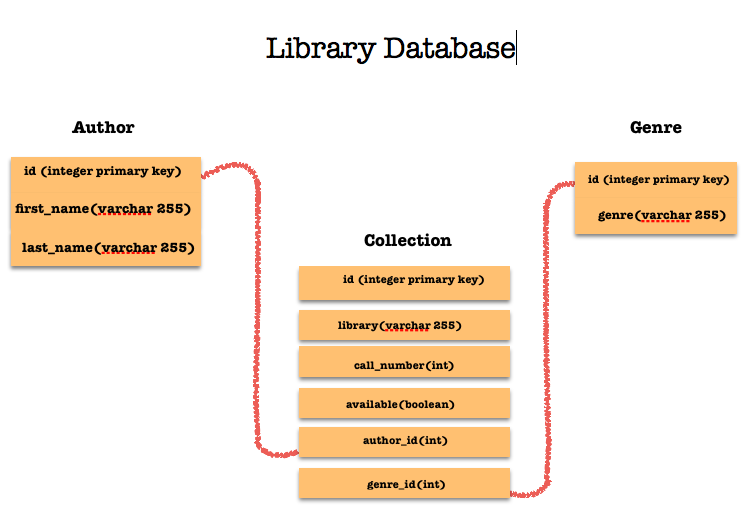 Library Database
Author
id (integer primary key)
first_name(varchar 255)
last_name(varchar 255)
Genre
id (integer primary key)
genre(varchar 255)
Collection
id (integer primary key)
library(varchar 255)
call_number(int)
available(boolean)
author_id(int)
genre_id(int)